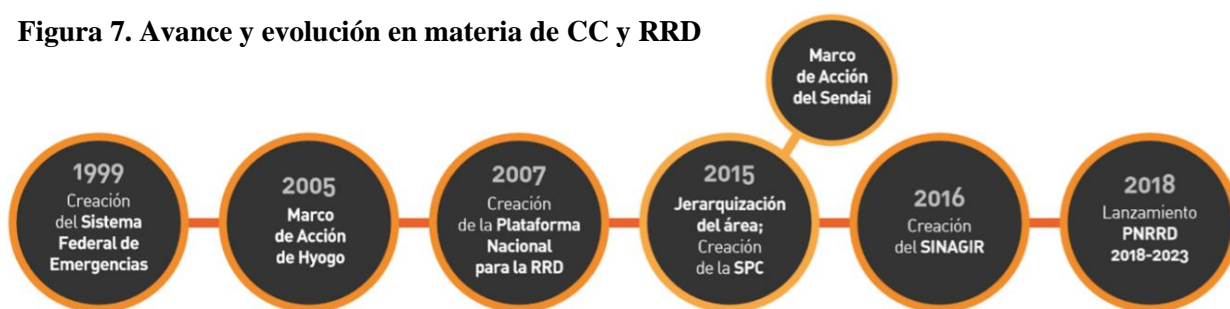 Figura 7. Avance y evolución en materia de CC y RRD
1999
Creación
del Sistema
Federal de
Emergencias
2005
Marco
de Acción
de Hyogo
2007
Creación
de la Plataforma
Nacional
para la RRD
2015
Jerarquización
del área;
Creación
de la SPC
Marco
de Acción
del Sendai
2016
Creación
del SINAGIR
2018
Lanzamiento
PNRRD
2018-2023